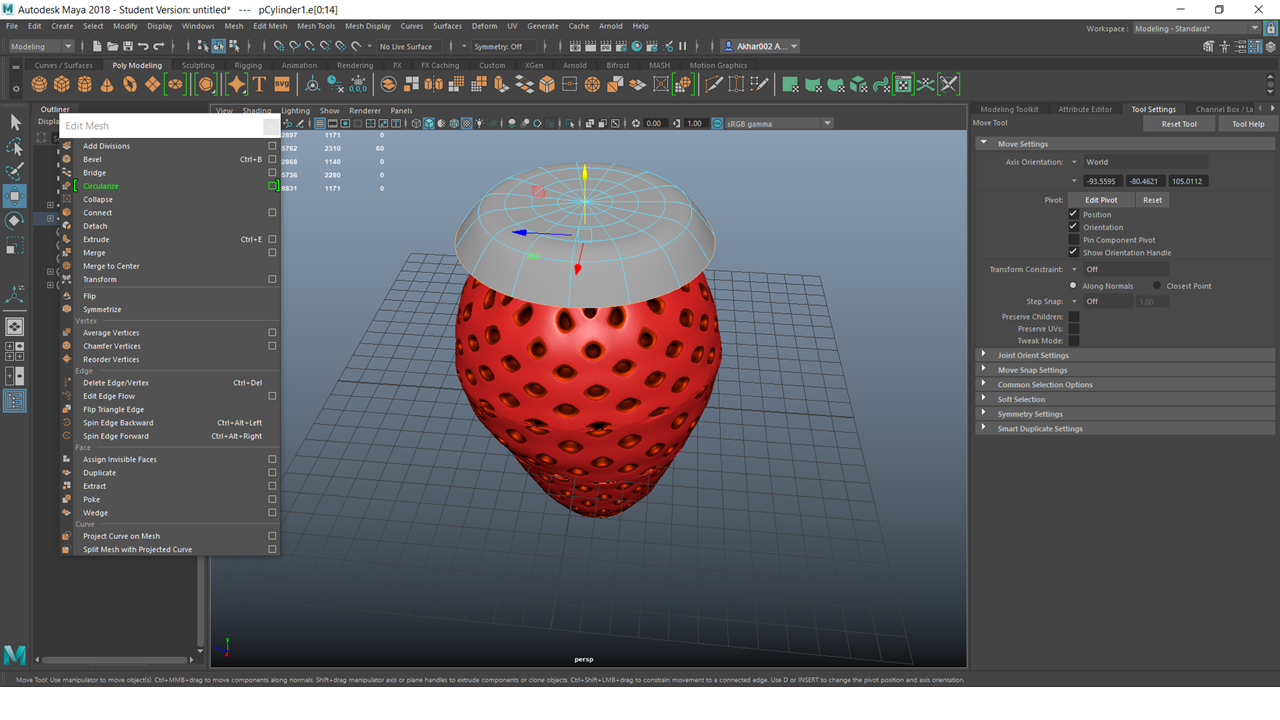 Autodesk Maya 2018 - Student Version: untitled* --- pCylinder1.e[0:14]
File Edit Create Select Modify Display Windows Mesh Edit Mesh Mesh Tools Mesh Display Curves Surfaces Deform UV Generate Cache Arnold Help
Workspace: Modeling - Standard*
Modeling No Live Surface Symmetry: Off Akhar002 A...
Curves / Surfaces Poly Modeling Sculpting Rigging Animation Rendering FX FX Caching Custom XGen Arnold Bifrost MASH Motion Graphics
SVG
Outliner
Displ
View Shading Lighting Show Renderer Panels
0.00 1.00 sRGB gamma
2897 1171 0
5762 2310 60
2868 1140 0
5736 2280 0
8831 1171 0
Edit Mesh
Add Divisions
Bevel Ctrl+B
Bridge
Circularize
Collapse
Connect
Detach
Extrude Ctrl+E
Merge
Merge to Center
Transform
Flip
Symmetrize
Vertex
Average Vertices
Chamfer Vertices
Reorder Vertices
Edge
Delete Edge/Vertex Ctrl+Del
Edit Edge Flow
Flip Triangle Edge
Spin Edge Backward Ctrl+Alt+Left
Spin Edge Forward Ctrl+Alt+Right
Face
Assign Invisible Faces
Duplicate
Extract
Poke
Wedge
Curve
Project Curve on Mesh
Split Mesh with Projected Curve
persp
Modeling Toolkit Attribute Editor Tool Settings Channel Box / La
Move Tool Reset Tool Tool Help
Move Settings
Axis Orientation: World
-93.5595 -80.4621 105.0112
Pivot: Edit Pivot Reset
Position
Orientation
Pin Component Pivot
Show Orientation Handle
Transform Constraint: Off
Along Normals Closest Point
Step Snap: Off 1.00
Preserve Children:
Preserve UVs:
Tweak Mode:
Joint Orient Settings
Move Snap Settings
Common Selection Options
Soft Selection
Symmetry Settings
Smart Duplicate Settings
Move Tool: Use manipulator to move object(s). Ctrl+MMB+drag to move components along normals. Shift+drag manipulator axis or plane handles to extrude components or clone objects. Ctrl+Shift+LMB+drag to constrain movement to a connected edge. Use D or INSERT to change the pivot position and axis orientation.